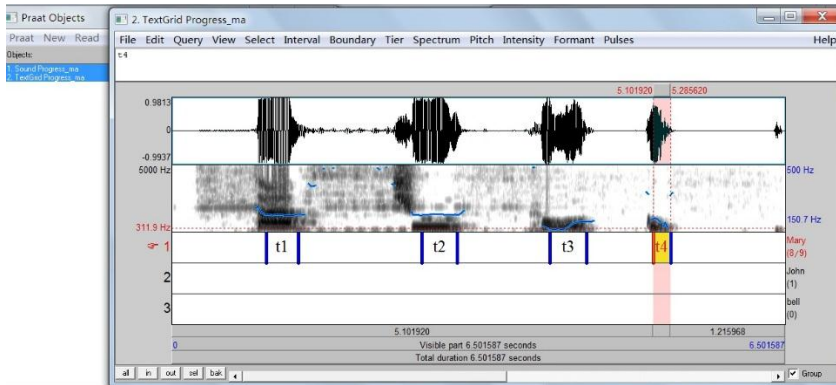 Praat Objects
Praat New Read
Objects:
1. Sound Progress_ma
2. TextGrid Progress_ma
2. TextGrid Progress_ma
File Edit Query View Select Interval Boundary Tier Spectrum Pitch Intensity Formant Pulses Help
t4
5.101920 5.285620
0.9813
0
-0.9937
5000 Hz 500 Hz
311.9 Hz 150.7 Hz
1 t1 t2 t3 t4 Mary
(8/9)
2 John
(1)
3 bell
(0)
5.101920 1.215968
0 Visible part 6.501587 seconds 6.501587
Total duration 6.501587 seconds
all in out sel bak Group